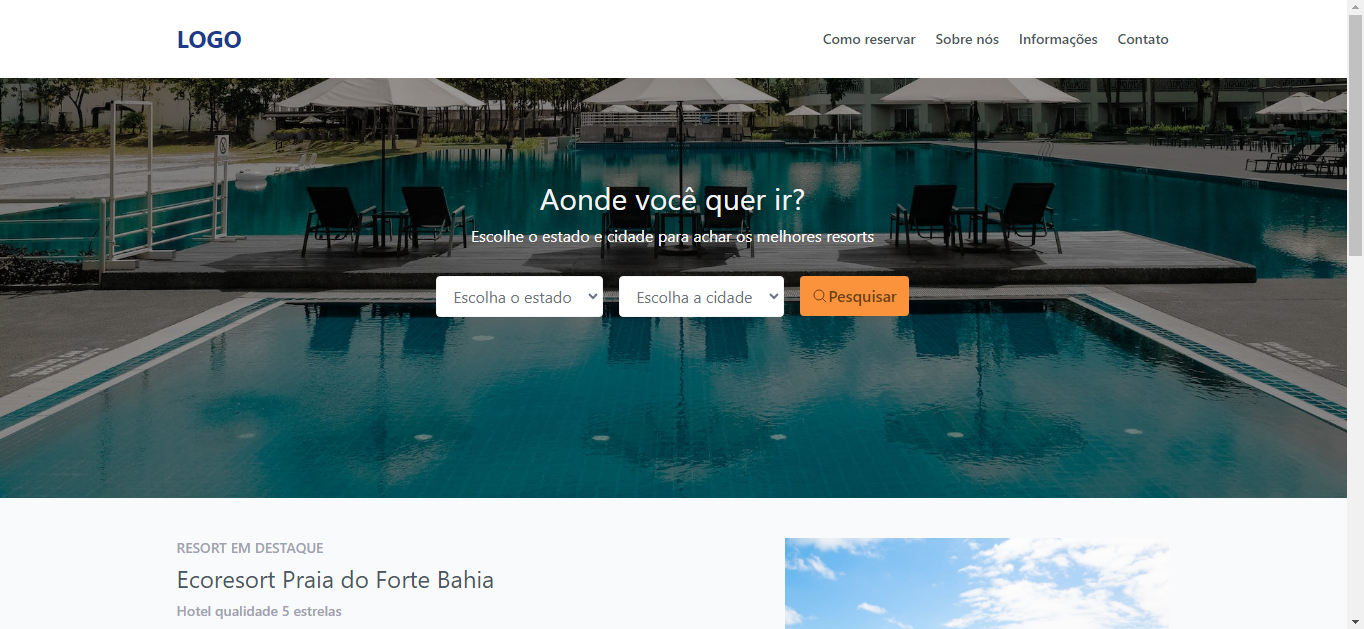 LOGO
Como reservar Sobre nós Informações Contato
Aonde você quer ir?
Escolhe o estado e cidade para achar os melhores resorts
Escolha o estado Escolha a cidade Pesquisar
RESORT EM DESTAQUE
Ecoresort Praia do Forte Bahia
Hotel qualidade 5 estrelas